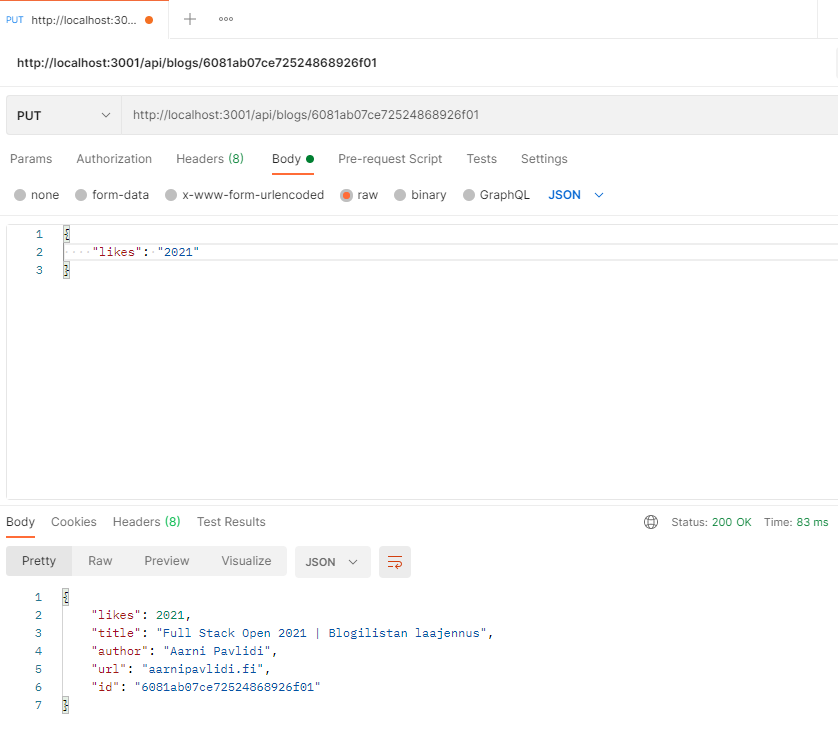 PUT http://localhost:30...
http://localhost:3001/api/blogs/6081ab07ce72524868926f01
PUT http://localhost:3001/api/blogs/6081ab07ce72524868926f01
Params Authorization Headers (8) Body Pre-request Script Tests Settings
none form-data x-www-form-urlencoded raw binary GraphQL JSON
1 {
2 "likes": "2021"
3 }
Body Cookies Headers (8) Test Results Status: 200 OK Time: 83 ms
Pretty Raw Preview Visualize JSON
1 {
2 "likes": 2021,
3 "title": "Full Stack Open 2021 | Blogilistan laajennus",
4 "author": "Aarni Pavlidi",
5 "url": "aarnipavlidi.fi",
6 "id": "6081ab07ce72524868926f01"
7 }